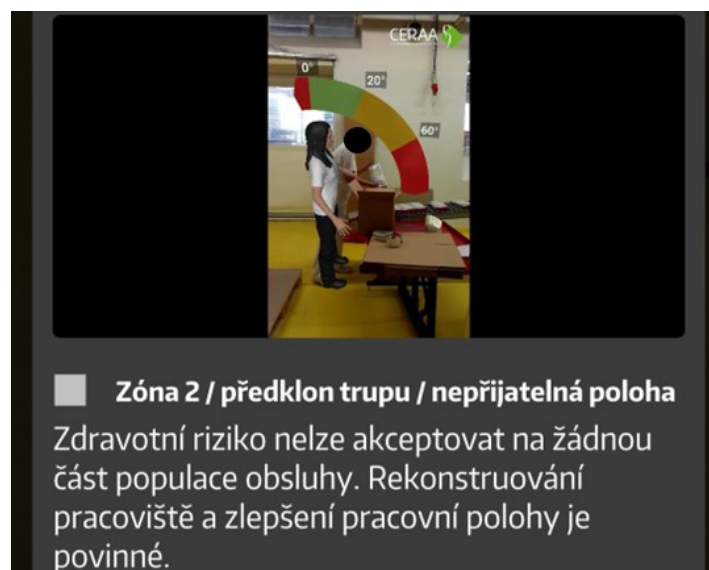 CERAA
0°
20°
60°
Zóna 2 / předklon trupu / nepřijatelná poloha
Zdravotní riziko nelze akceptovat na žádnou
část populace obsluhy. Rekonstruování
pracoviště a zlepšení pracovní polohy je
povinné.